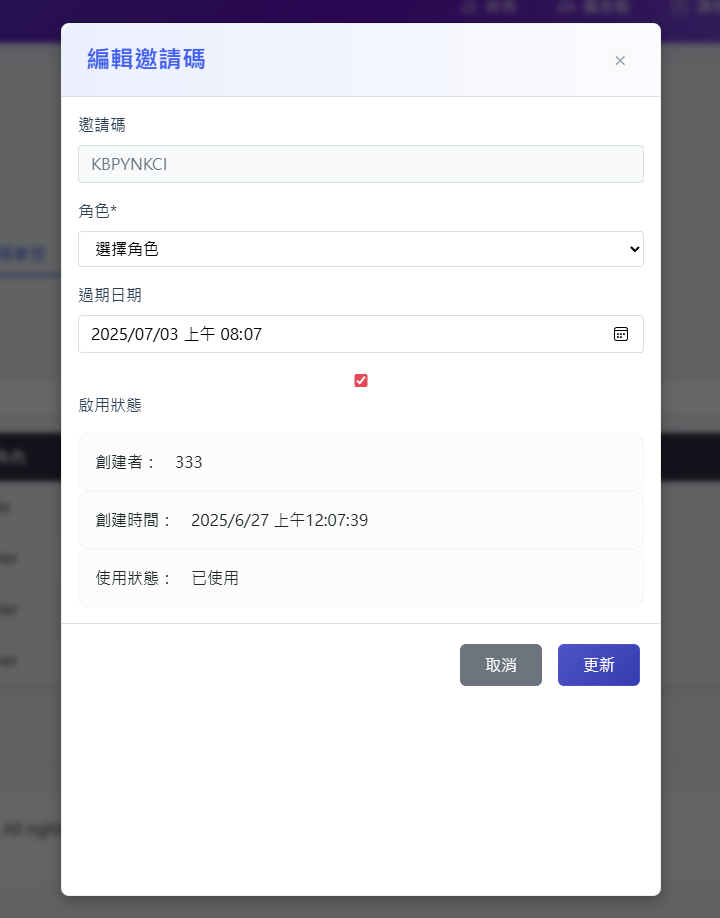 編輯邀請碼
×
邀請碼
KBPYNKCI
角色*
選擇角色
過期日期
2025/07/03 上午 08:07
啟用狀態
創建者： 333
創建時間： 2025/6/27 上午12:07:39
使用狀態： 已使用
取消 更新
All right